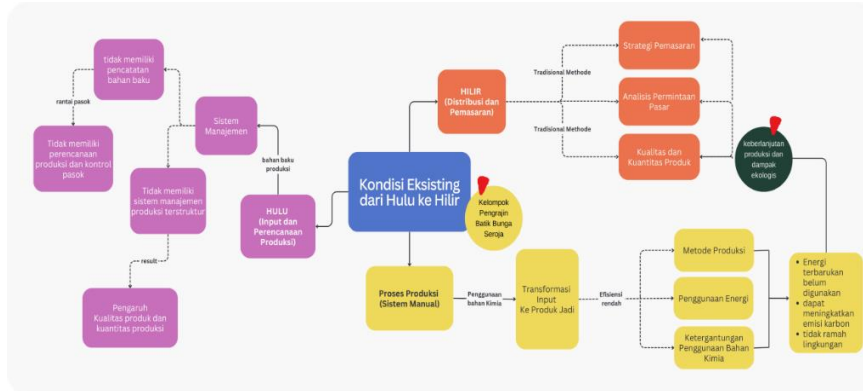 tidak memiliki
pencatatan
bahan baku
rantai pasok
Tidak memiliki
perencanaan
produksi dan kontrol
pasok
Sistem
Manajemen
Tidak memiliki
sistem manajemen
produksi terstruktur
result
Pengaruh
Kualitas produk dan
kuantitas produksi
bahan baku
produksi
HULU
(Input dan
Perencanaan
Produksi)
Kondisi Eksisting
dari Hulu ke Hilir
Kelompok
Pengrajin
Batik Bunga
Seroja
HILIR
(Distribusi dan
Pemasaran)
Tradisional Methode
Tradisional Methode
Strategi Pemasaran
Analisis Permintaan
Pasar
Kualitas dan
Kuantitas Produk
keberlanjutan
produksi dan
dampak
ekologis
Proses Produksi
(Sistem Manual)
Penggunaan
bahan Kimia
Transformasi
Input
Ke Produk Jadi
Efisiensi
rendah
Metode Produksi
Penggunaan Energi
Ketergantungan
Penggunaan Bahan
Kimia
• Energi
terbarukan
belum
digunakan
• dapat
meningkatkan
emisi karbon
• tidak ramah
lingkungan